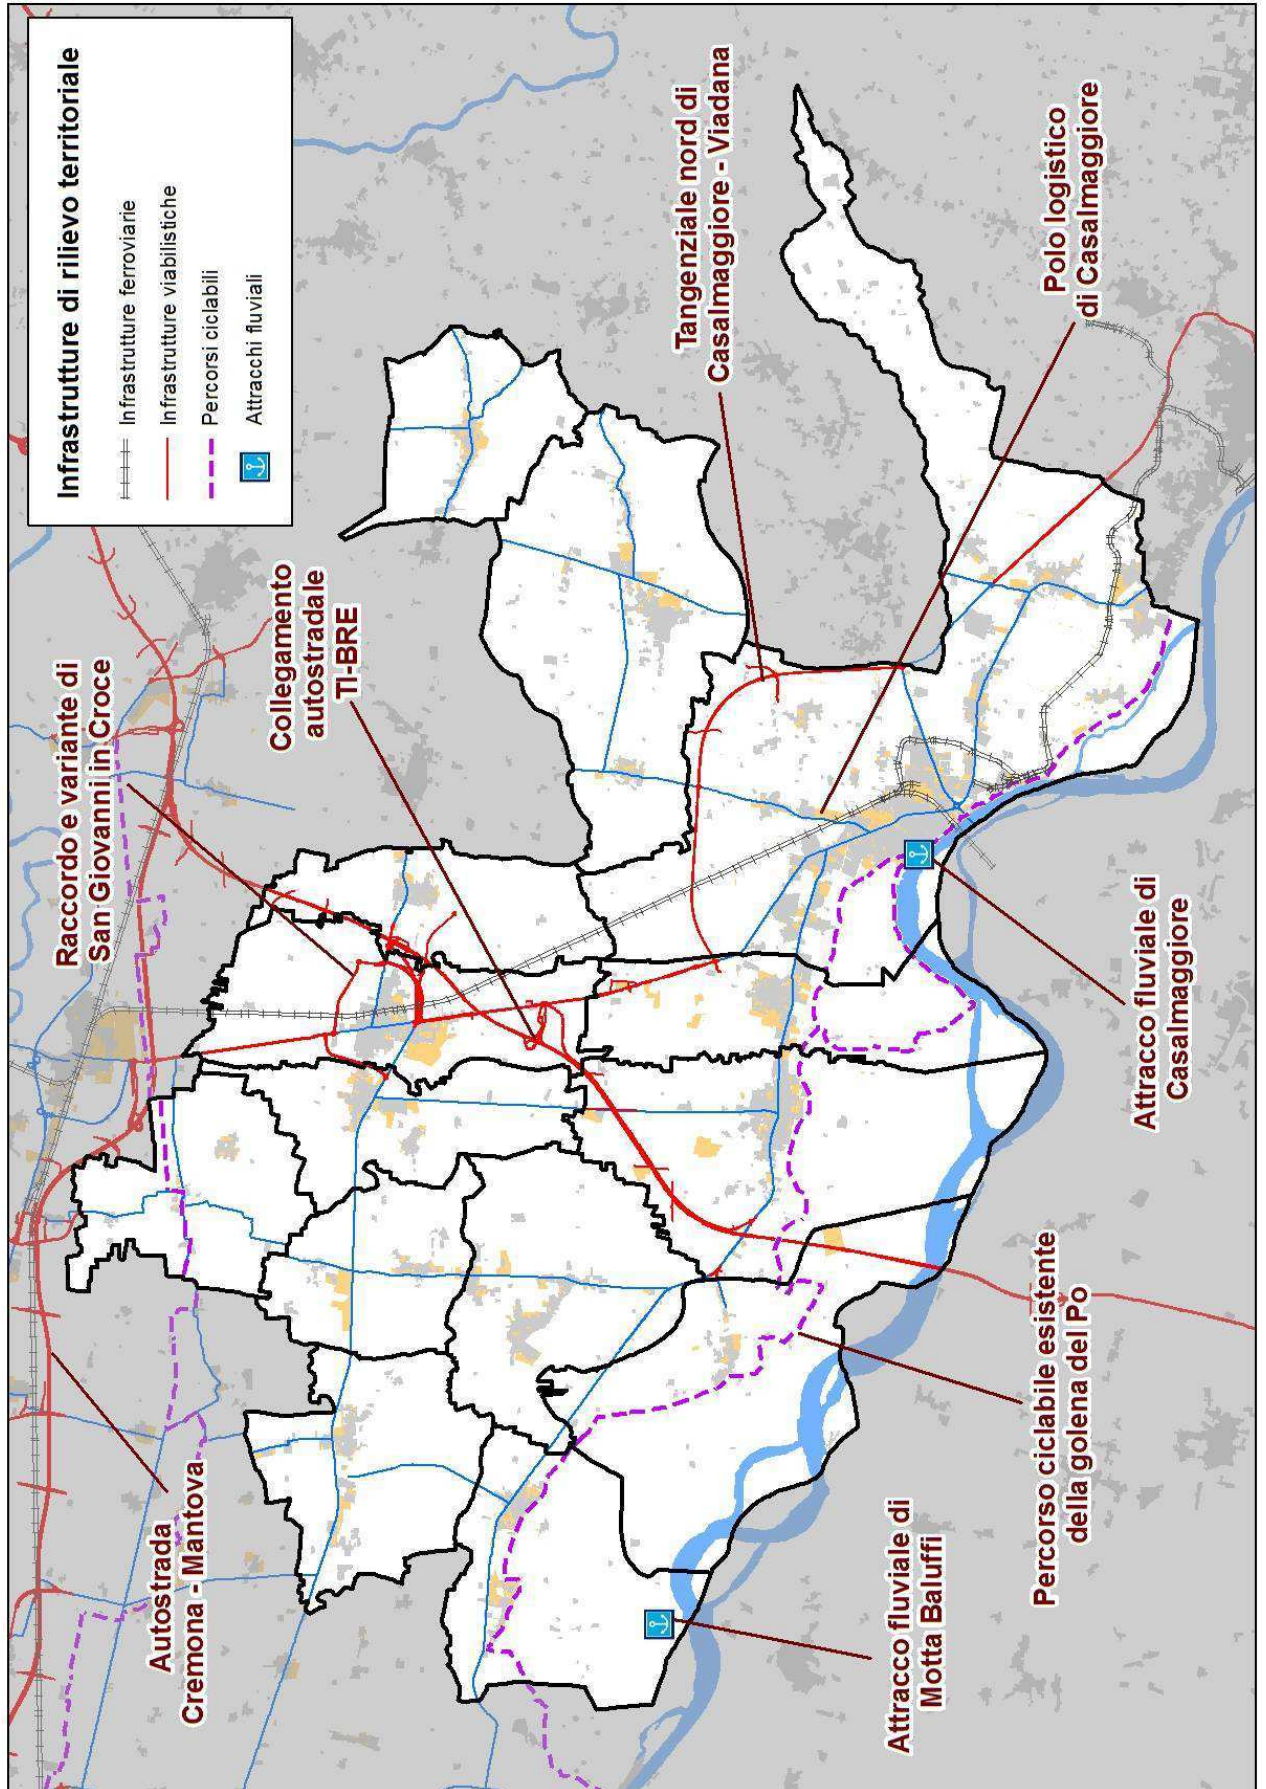 Infrastrutture di rilievo territoriale
Infrastrutture ferroviarie
Infrastrutture viabilistiche
Percorsi ciclabili
Attracchi fluviali
Autostrada
Cremona - Mantova
Raccordo e variante di
San Giovanni in Croce
Collegamento
autostradale
TI-BRE
Tangenziale nord di
Casalmaggiore - Viadana
Attracco fluviale di
Motta Baluffi
Percorso ciclabile esistente
della golena del Po
Attracco fluviale di
Casalmaggiore
Polo logistico
di Casalmaggiore